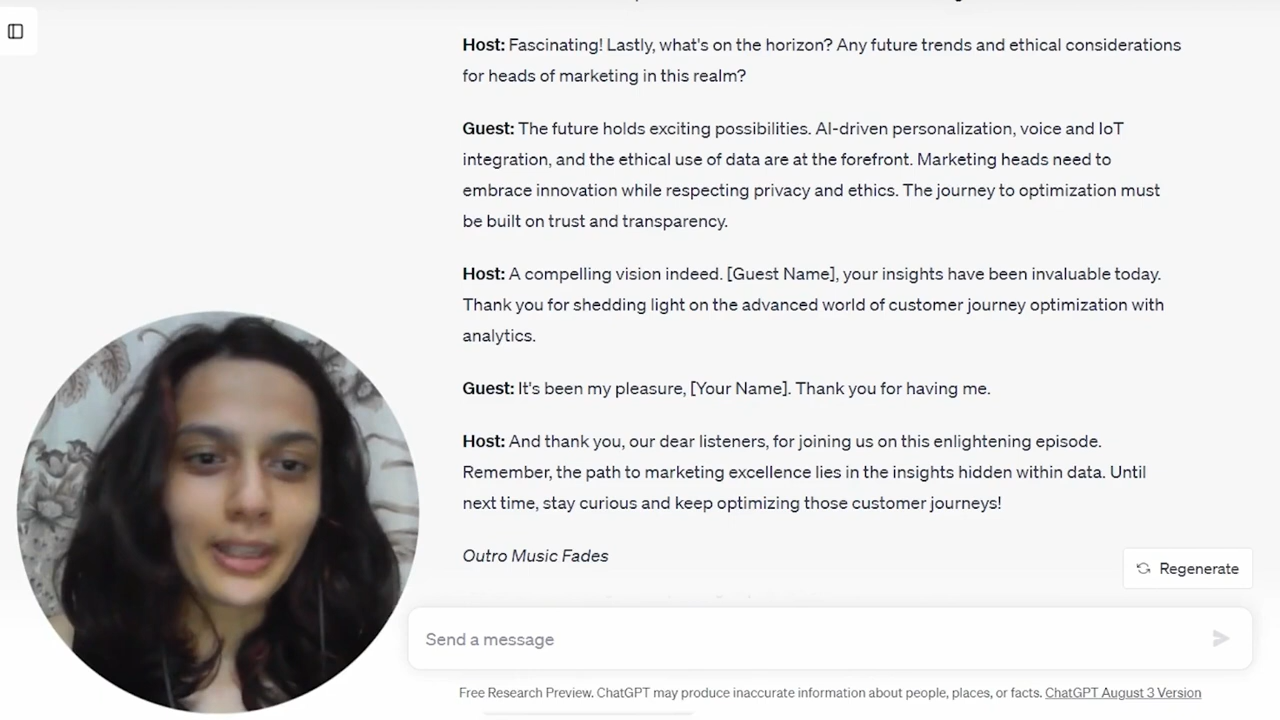 Host: Fascinating! Lastly, what's on the horizon? Any future trends and ethical considerations
for heads of marketing in this realm?
Guest: The future holds exciting possibilities. AI-driven personalization, voice and IoT
integration, and the ethical use of data are at the forefront. Marketing heads need to
embrace innovation while respecting privacy and ethics. The journey to optimization must
be built on trust and transparency.
Host: A compelling vision indeed. [Guest Name], your insights have been invaluable today.
Thank you for shedding light on the advanced world of customer journey optimization with
analytics.
Guest: It's been my pleasure, [Your Name]. Thank you for having me.
Host: And thank you, our dear listeners, for joining us on this enlightening episode.
Remember, the path to marketing excellence lies in the insights hidden within data. Until
next time, stay curious and keep optimizing those customer journeys!
Outro Music Fades
Regenerate
Send a message
Free Research Preview. ChatGPT may produce inaccurate information about people, places, or facts. ChatGPT August 3 Version